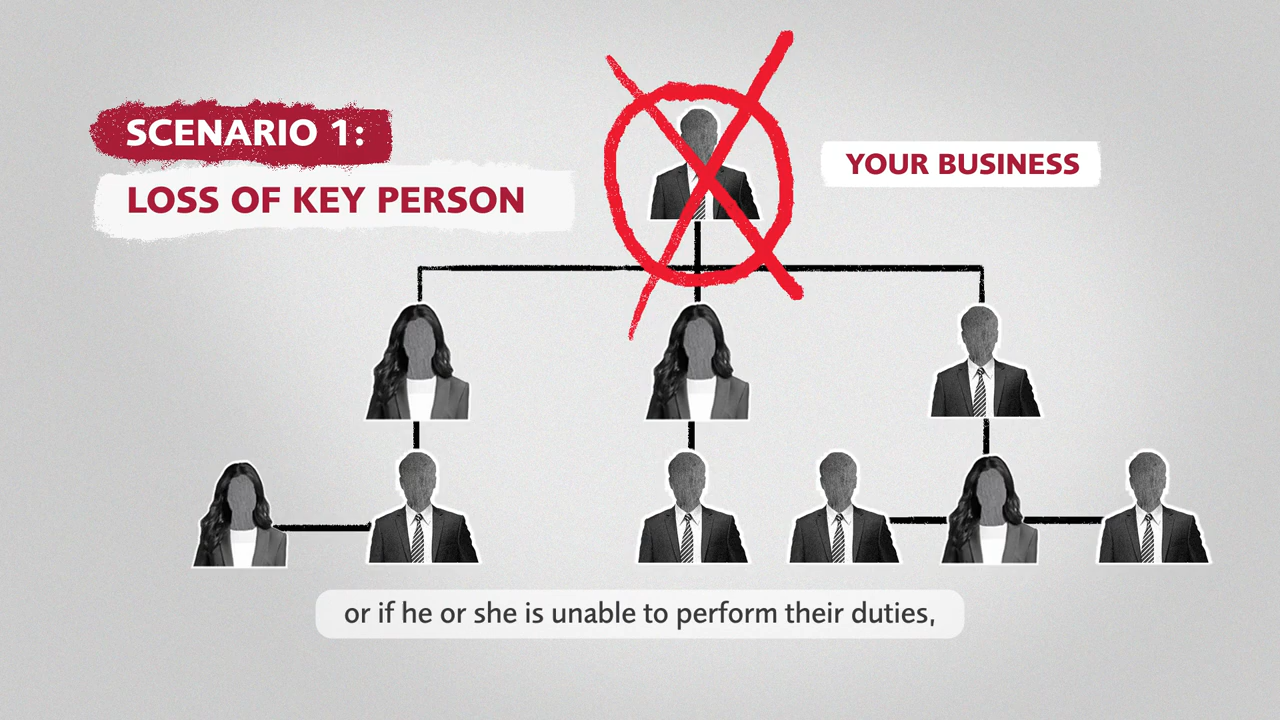 SCENARIO 1:
LOSS OF KEY PERSON
YOUR BUSINESS
or if he or she is unable to perform their duties,